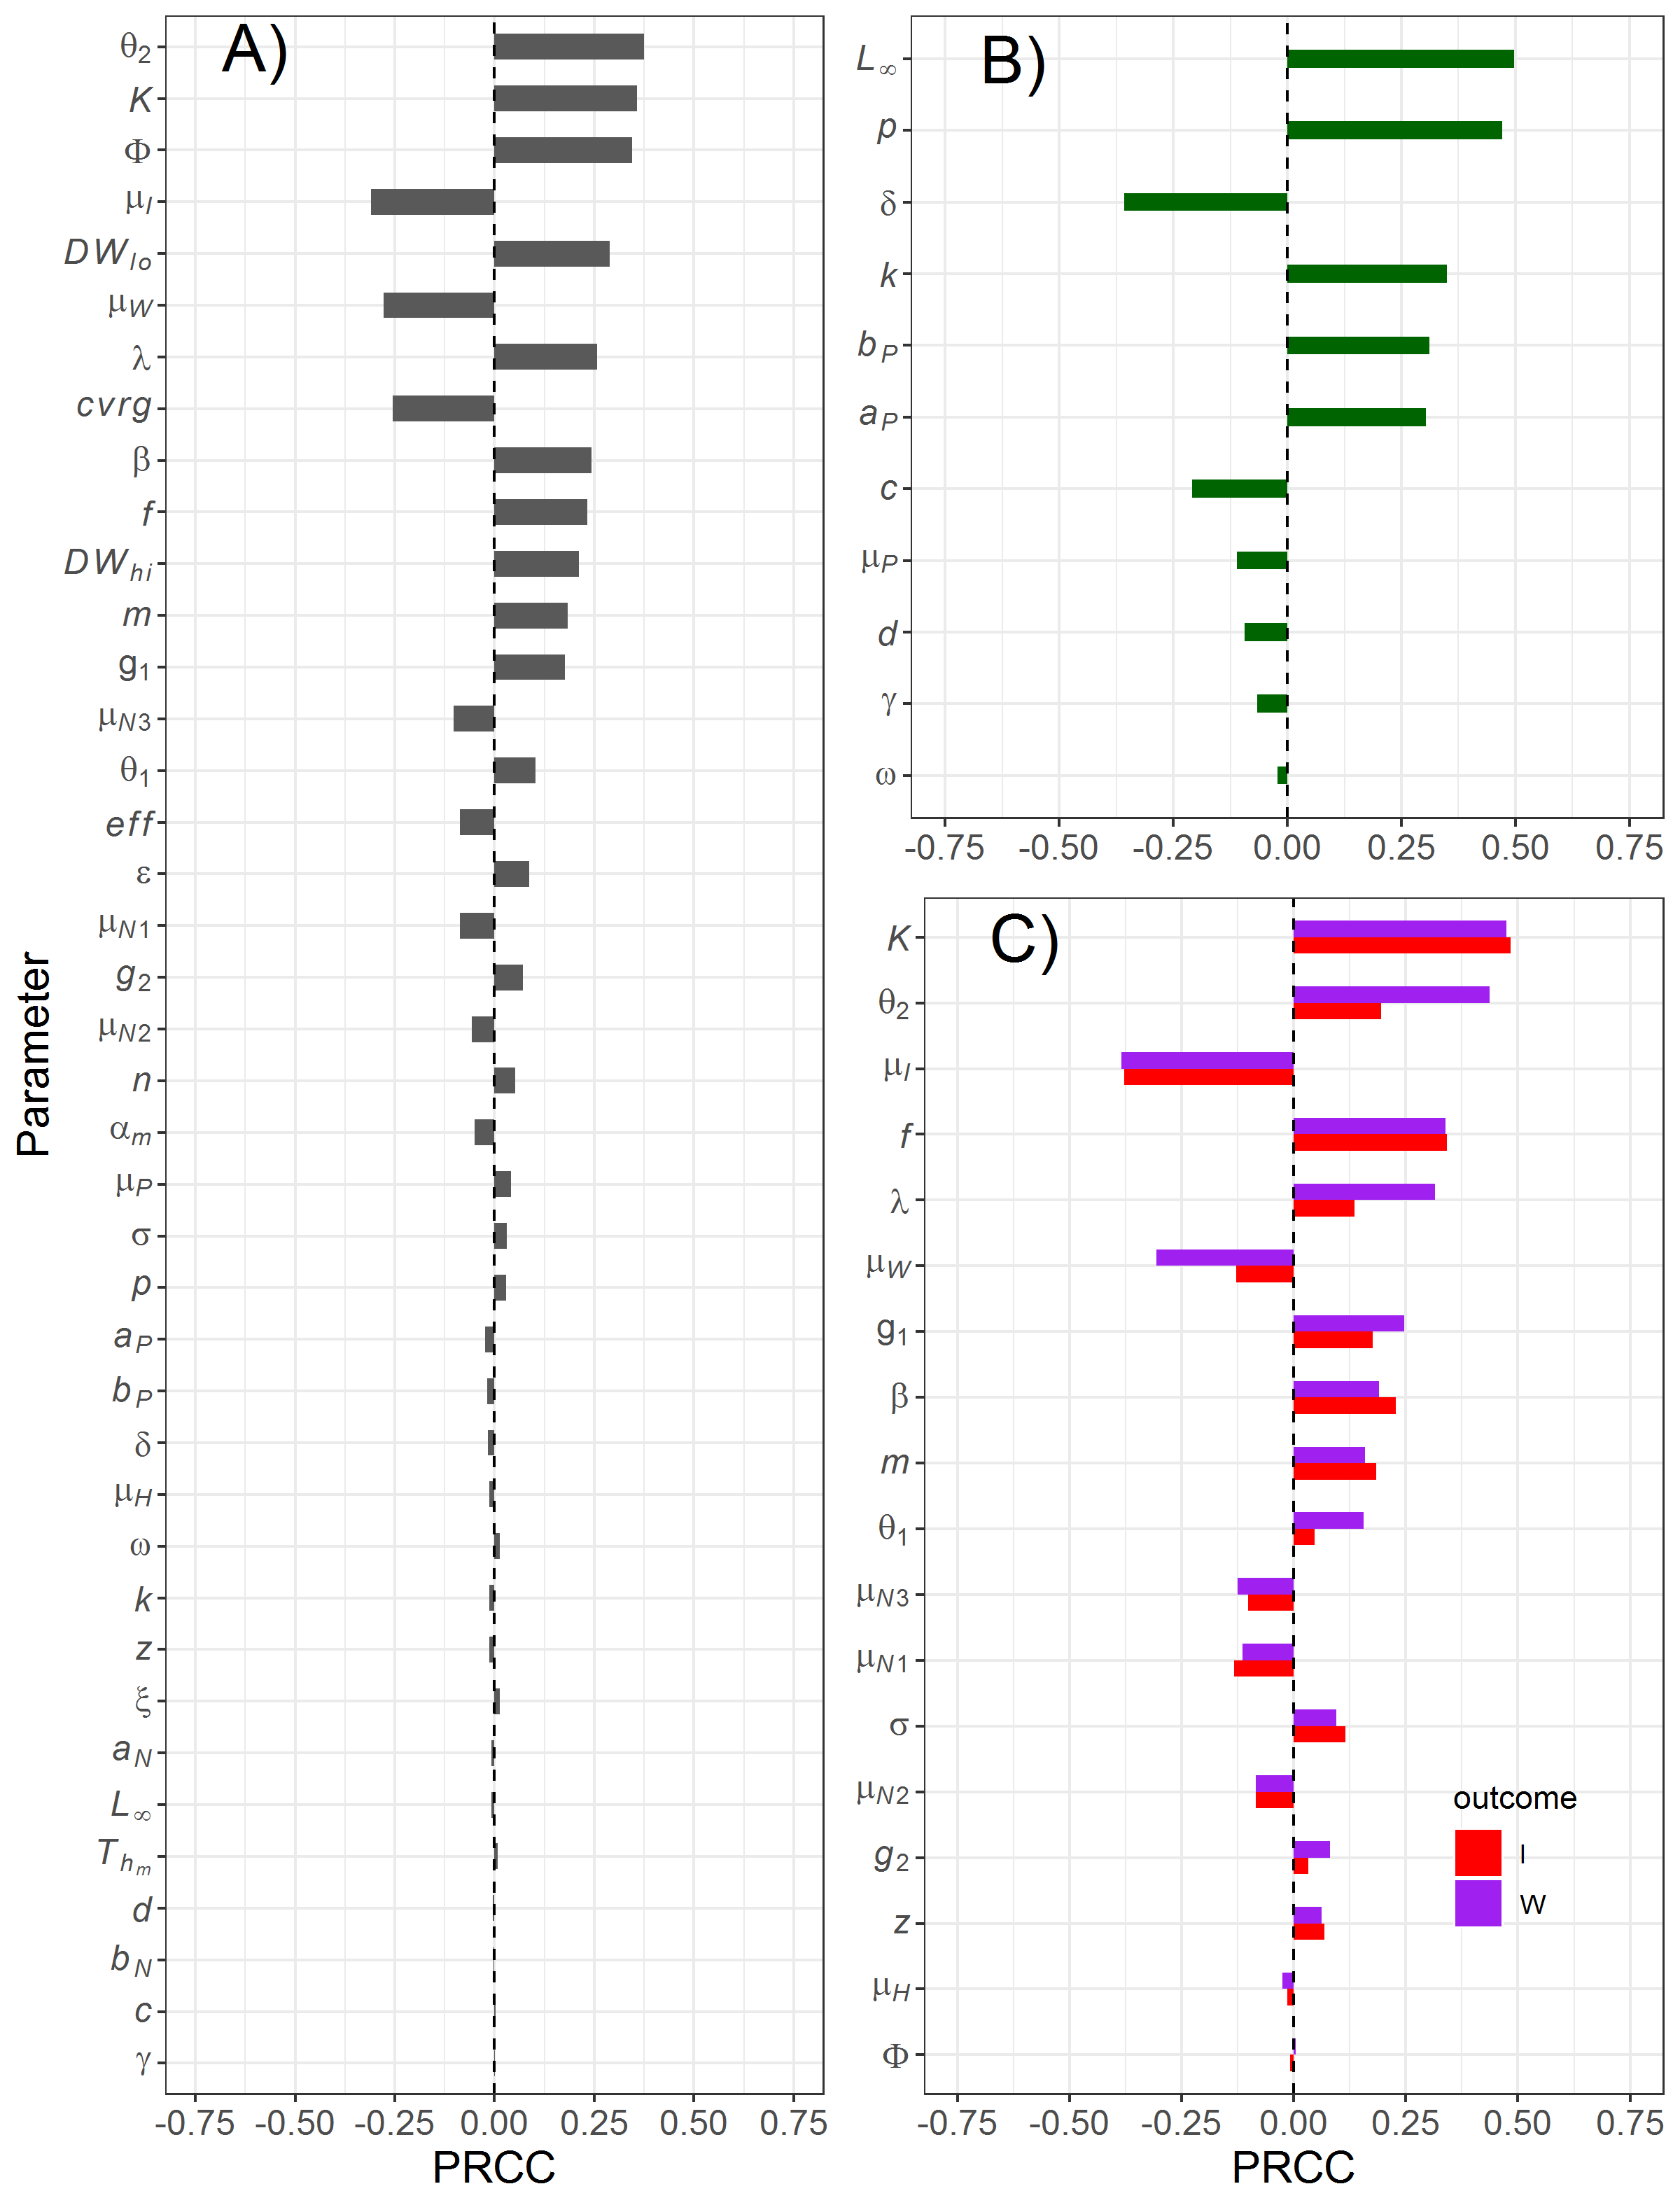 Parameter
A)
θ2
K
Φ
μI
DWlo
μW
λ
cvrg
β
f
DWhi
m
g1
μN3
θ1
eff
ε
μN1
g2
μN2
n
αm
μP
σ
p
aP
bP
δ
μH
ω
k
z
ξ
aN
L∞
Thm
d
bN
c
γ
-0.75 -0.50 -0.25 0.00 0.25 0.50 0.75
PRCC
B)
L∞
p
δ
k
bP
aP
c
μP
d
γ
ω
-0.75 -0.50 -0.25 0.00 0.25 0.50 0.75
C)
K
θ2
μI
f
λ
μW
g1
β
m
θ1
μN3
μN1
σ
μN2
g2
z
μH
Φ
outcome
I
W
-0.75 -0.50 -0.25 0.00 0.25 0.50 0.75
PRCC